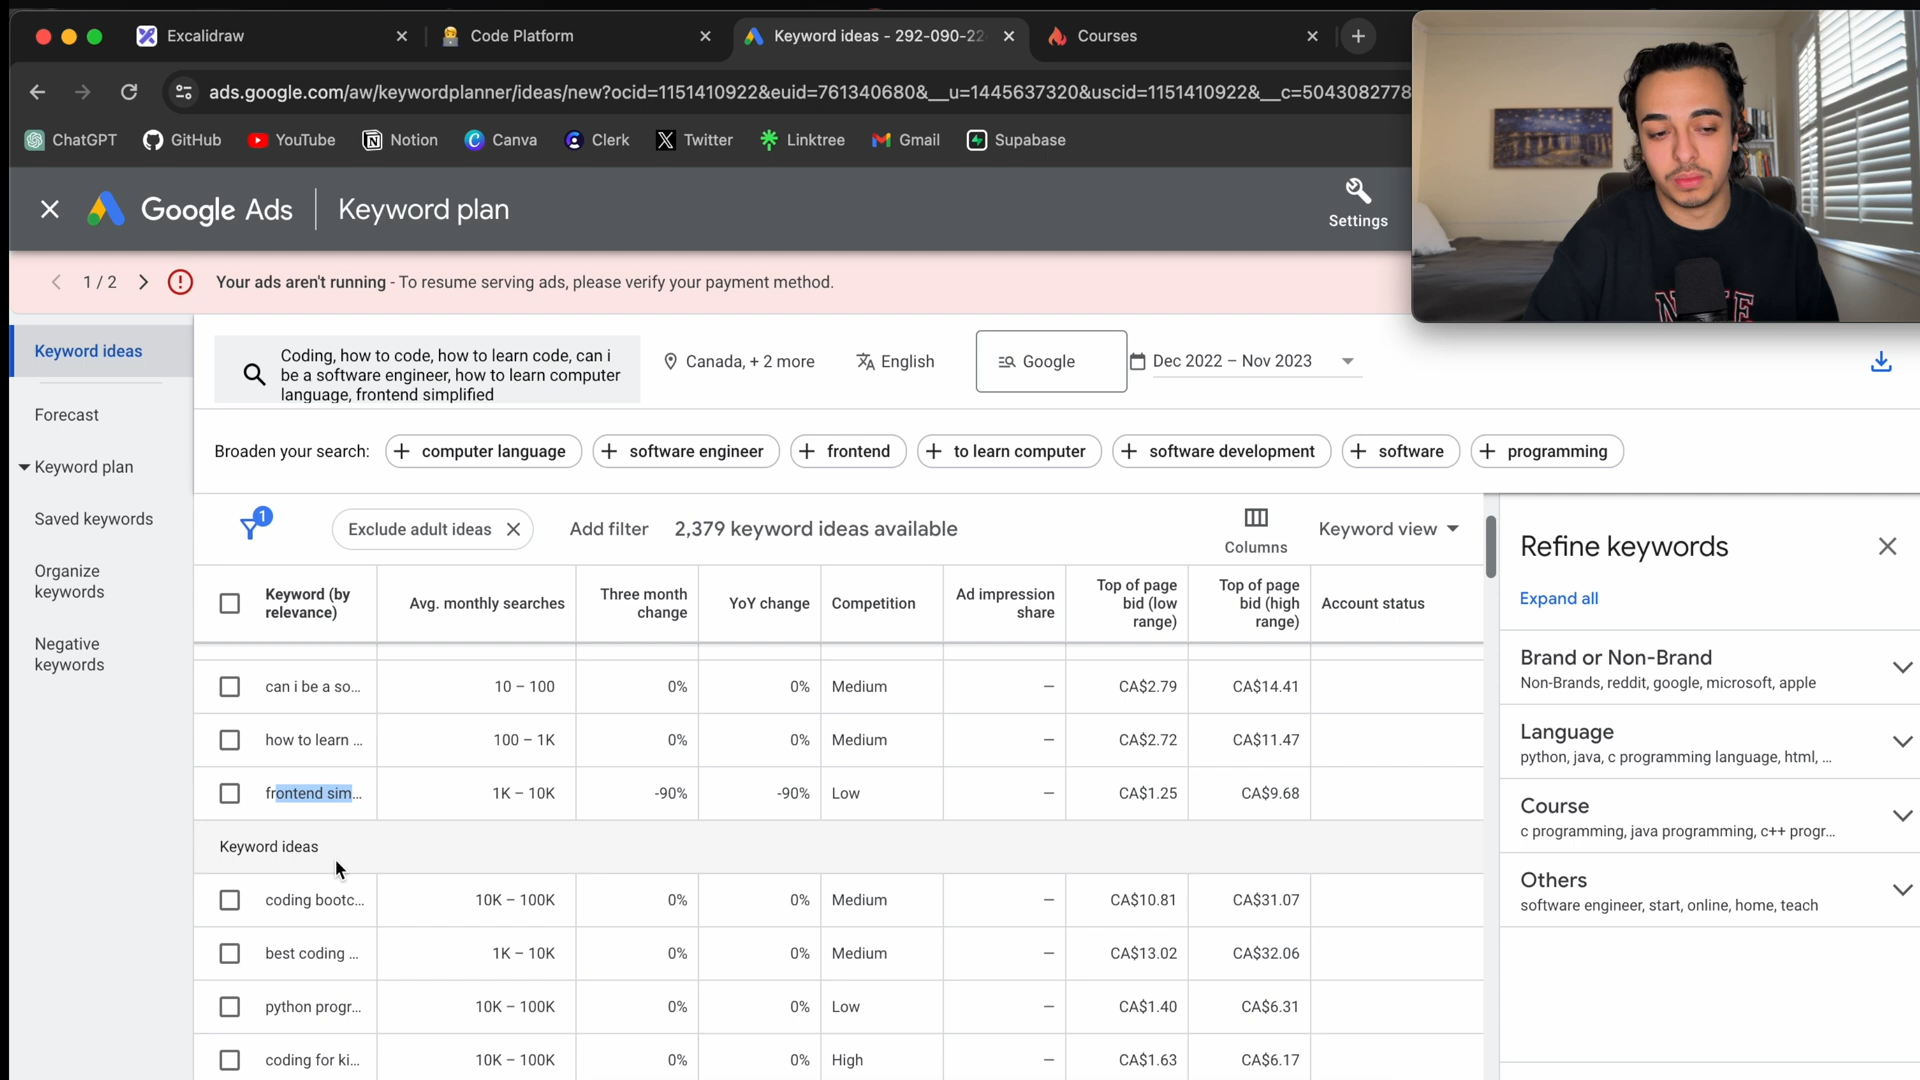 Excalidraw
Code Platform
Keyword ideas - 292-090-22
Courses
ads.google.com/aw/keywordplanner/ideas/new?ocid=1151410922&euid=761340680&__u=1445637320&uscid=1151410922&__c=5043082778
ChatGPT GitHub YouTube Notion Canva Clerk Twitter Linktree Gmail Supabase
Google Ads Keyword plan
Settings
1 / 2 Your ads aren't running - To resume serving ads, please verify your payment method.
Keyword ideas
Forecast
Keyword plan
Saved keywords
Organize
keywords
Negative
keywords
Coding, how to code, how to learn code, can i
be a software engineer, how to learn computer
language, frontend simplified
Canada, + 2 more
English
Google
Dec 2022 – Nov 2023
Broaden your search: + computer language + software engineer + frontend + to learn computer + software development + software + programming
1
Exclude adult ideas
Add filter
2,379 keyword ideas available
Columns
Keyword view
Keyword (by
relevance)
Avg. monthly searches
Three month
change
YoY change
Competition
Ad impression
share
Top of page
bid (low
range)
Top of page
bid (high
range)
Account status
can i be a so... 10 – 100 0% 0% Medium – CA$2.79 CA$14.41
how to learn ... 100 – 1K 0% 0% Medium – CA$2.72 CA$11.47
frontend sim... 1K – 10K -90% -90% Low – CA$1.25 CA$9.68
Keyword ideas
coding bootc... 10K – 100K 0% 0% Medium – CA$10.81 CA$31.07
best coding ... 1K – 10K 0% 0% Medium – CA$13.02 CA$32.06
python progr... 10K – 100K 0% 0% Low – CA$1.40 CA$6.31
coding for ki... 10K – 100K 0% 0% High – CA$1.63 CA$6.17
Refine keywords
Expand all
Brand or Non-Brand
Non-Brands, reddit, google, microsoft, apple
Language
python, java, c programming language, html, ...
Course
c programming, java programming, c++ progr...
Others
software engineer, start, online, home, teach